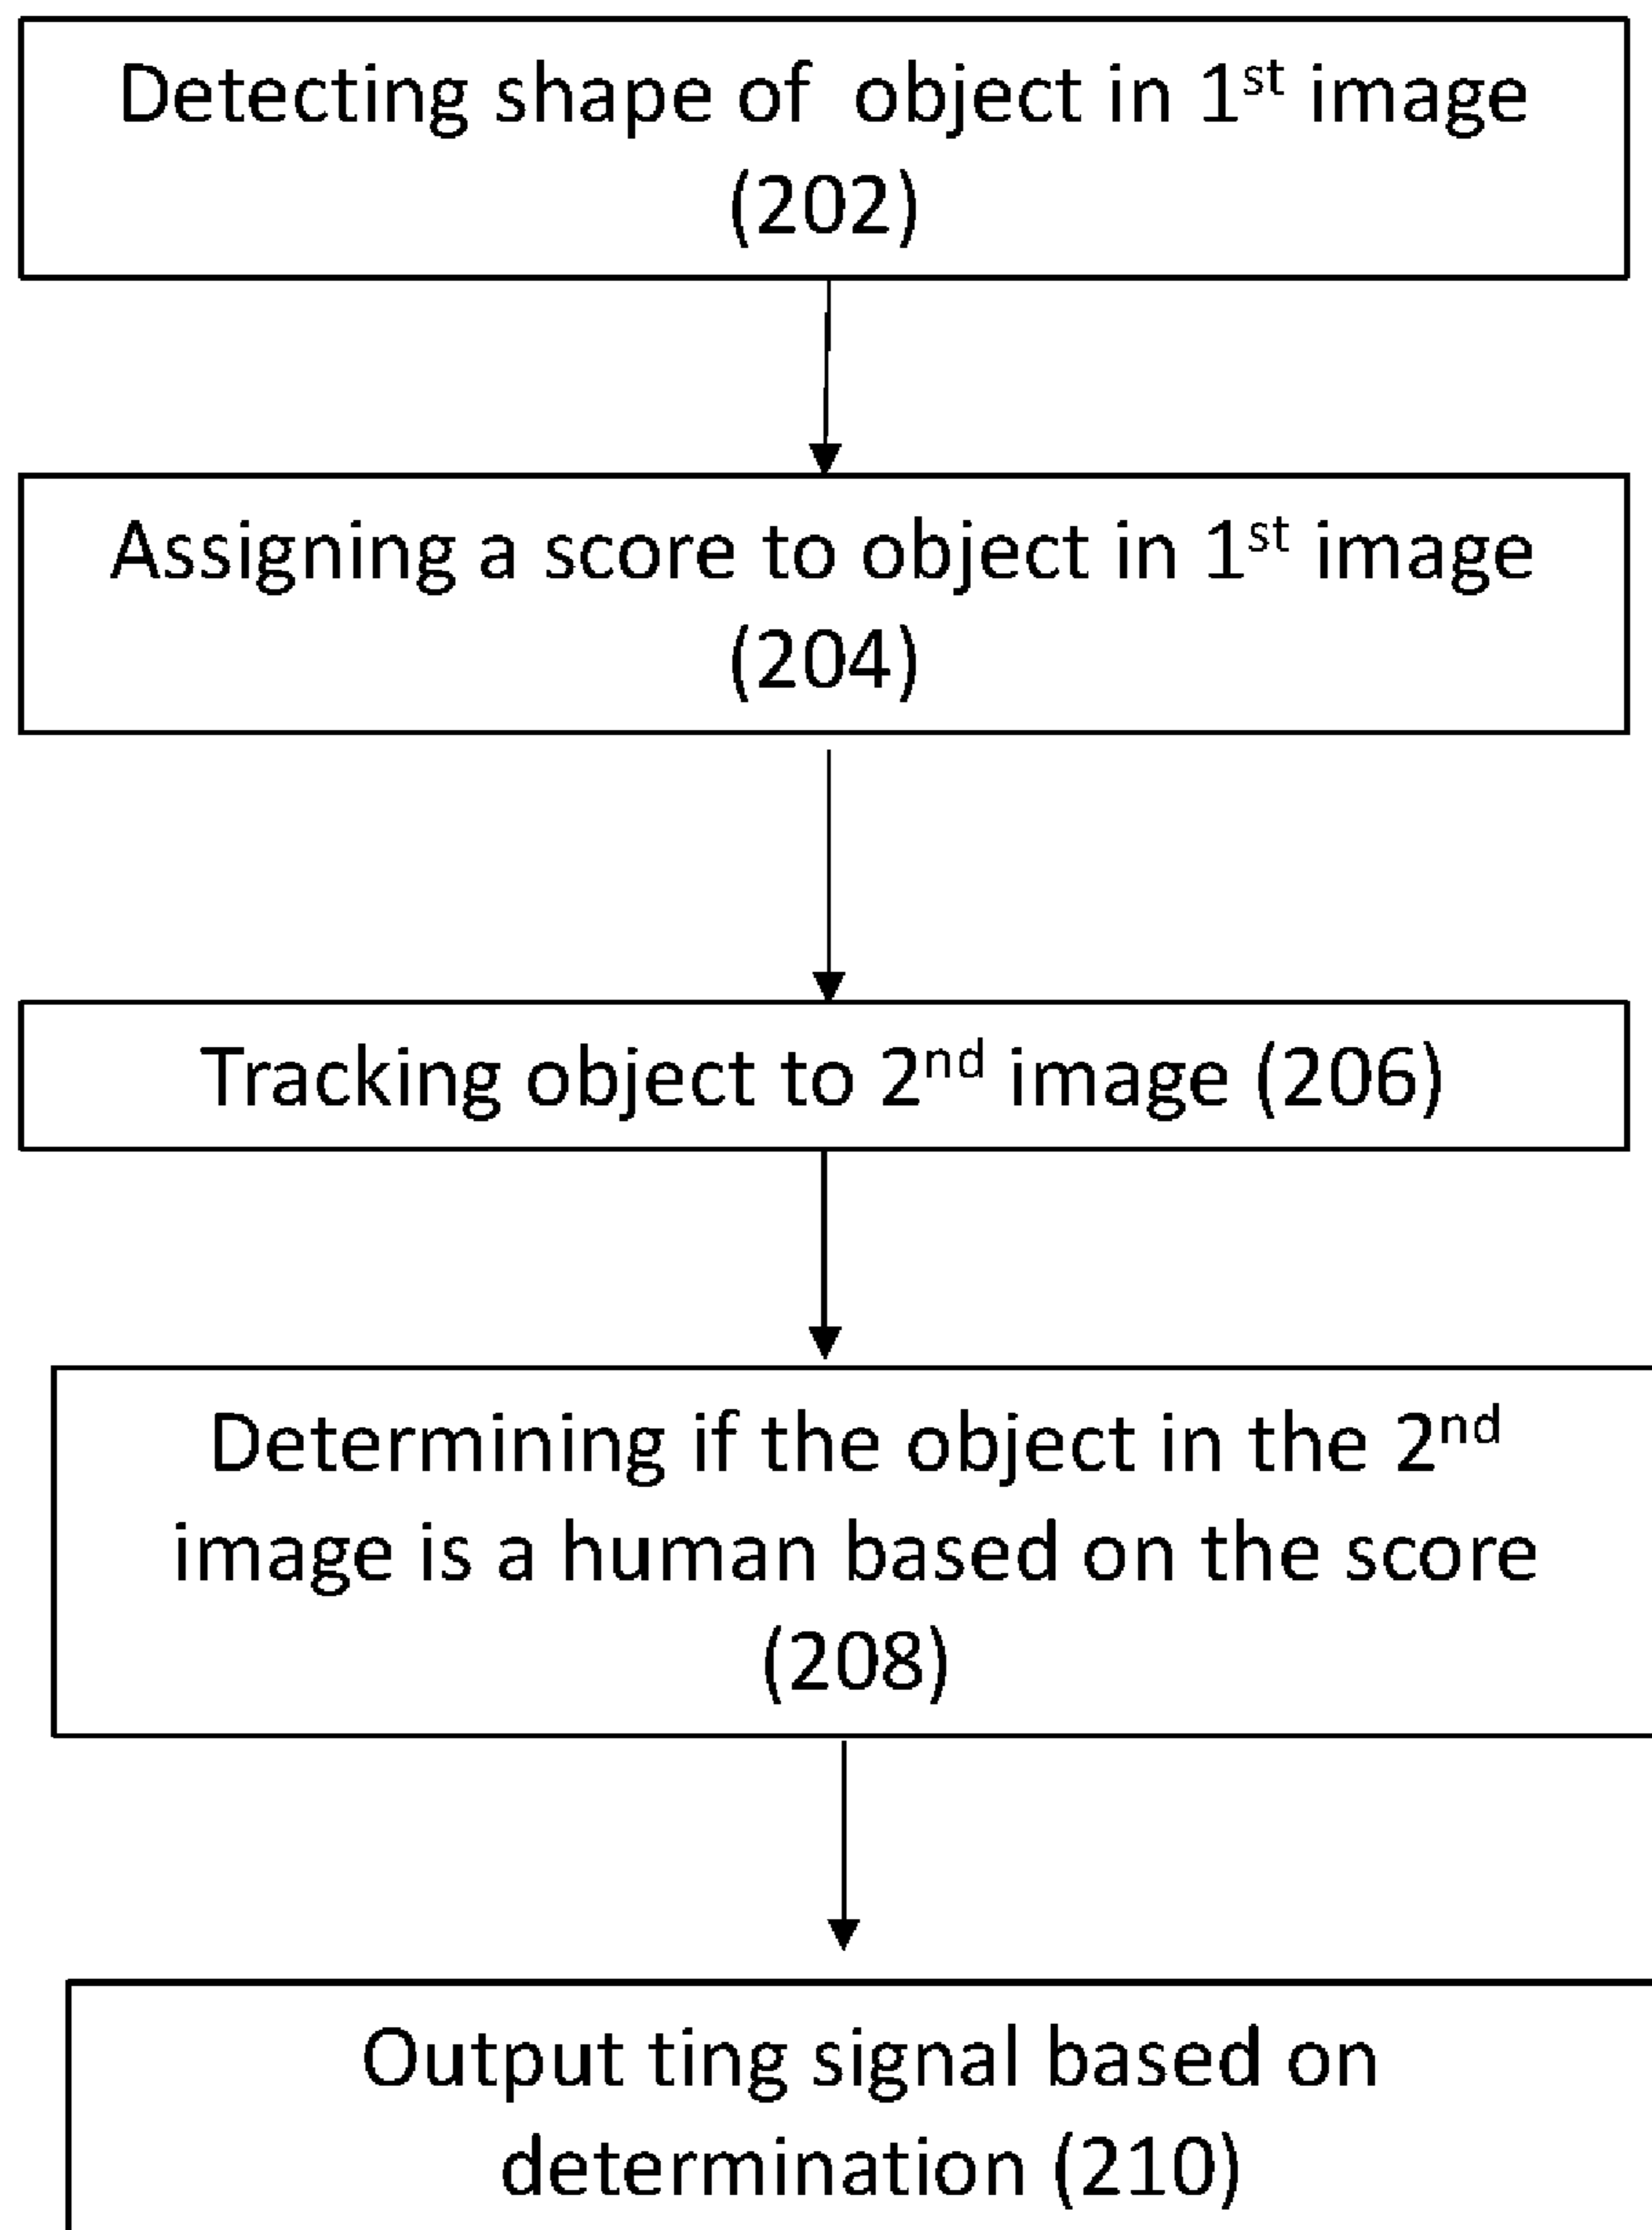 Detecting shape of object in 1st image
(202)
Assigning a score to object in 1st image
(204)
Tracking object to 2nd image (206)
Determining if the object in the 2nd
image is a human based on the score
(208)
Output ting signal based on
determination (210)